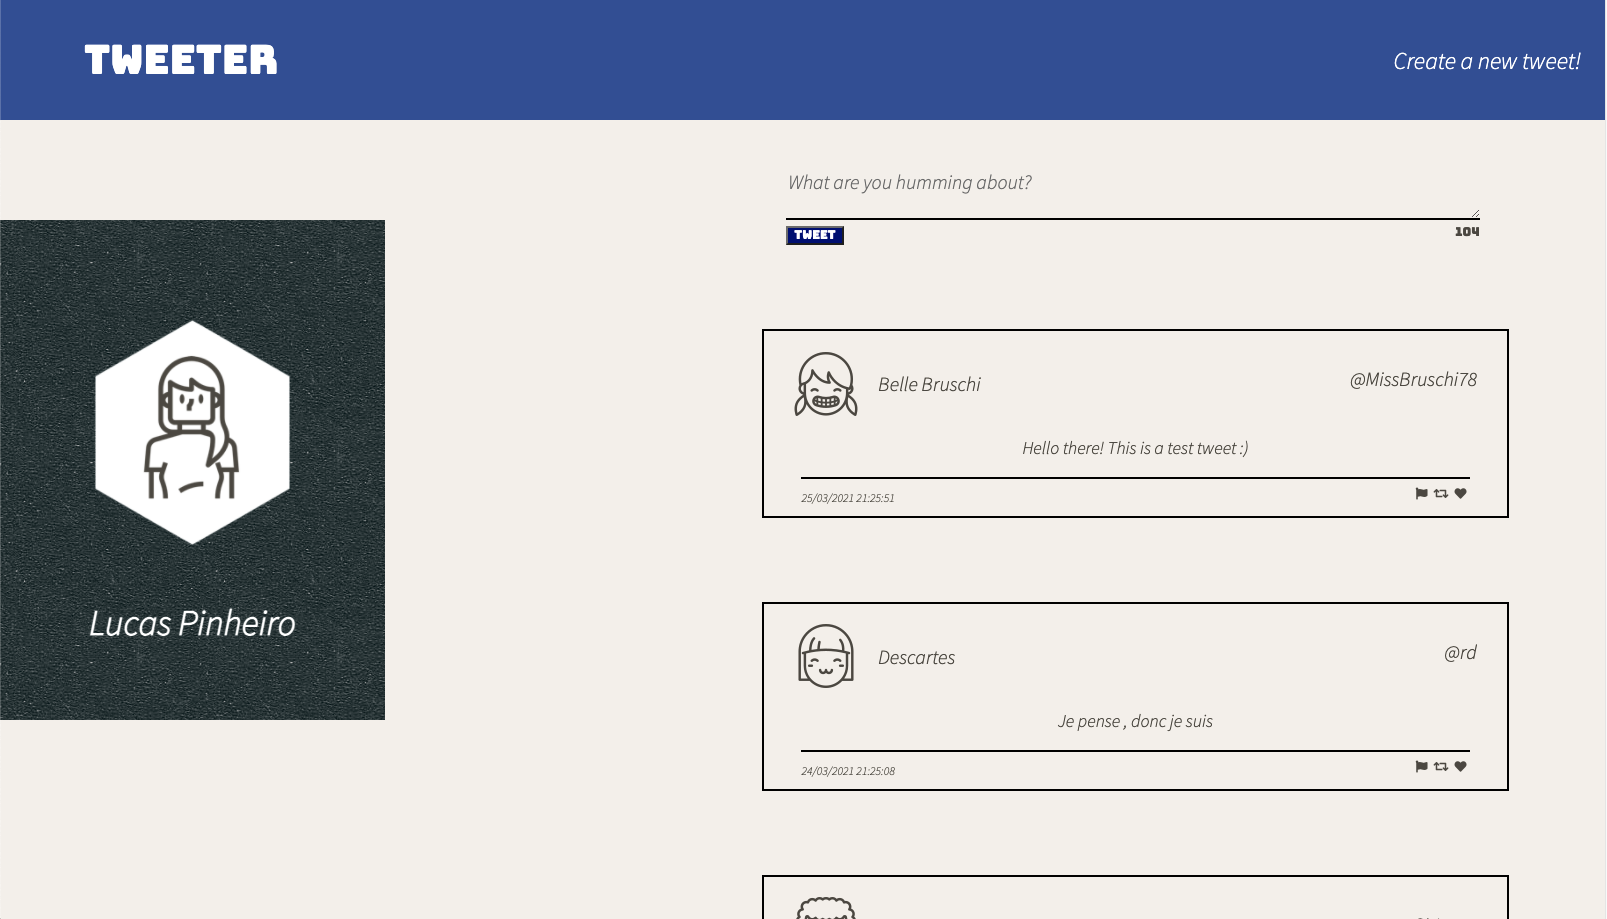 TWEETER
Create a new tweet!
What are you humming about?
TWEET
104
Lucas Pinheiro
Belle Bruschi
@MissBruschi78
Hello there! This is a test tweet :)
25/03/2021 21:25:51
Descartes
@rd
Je pense , donc je suis
24/03/2021 21:25:08